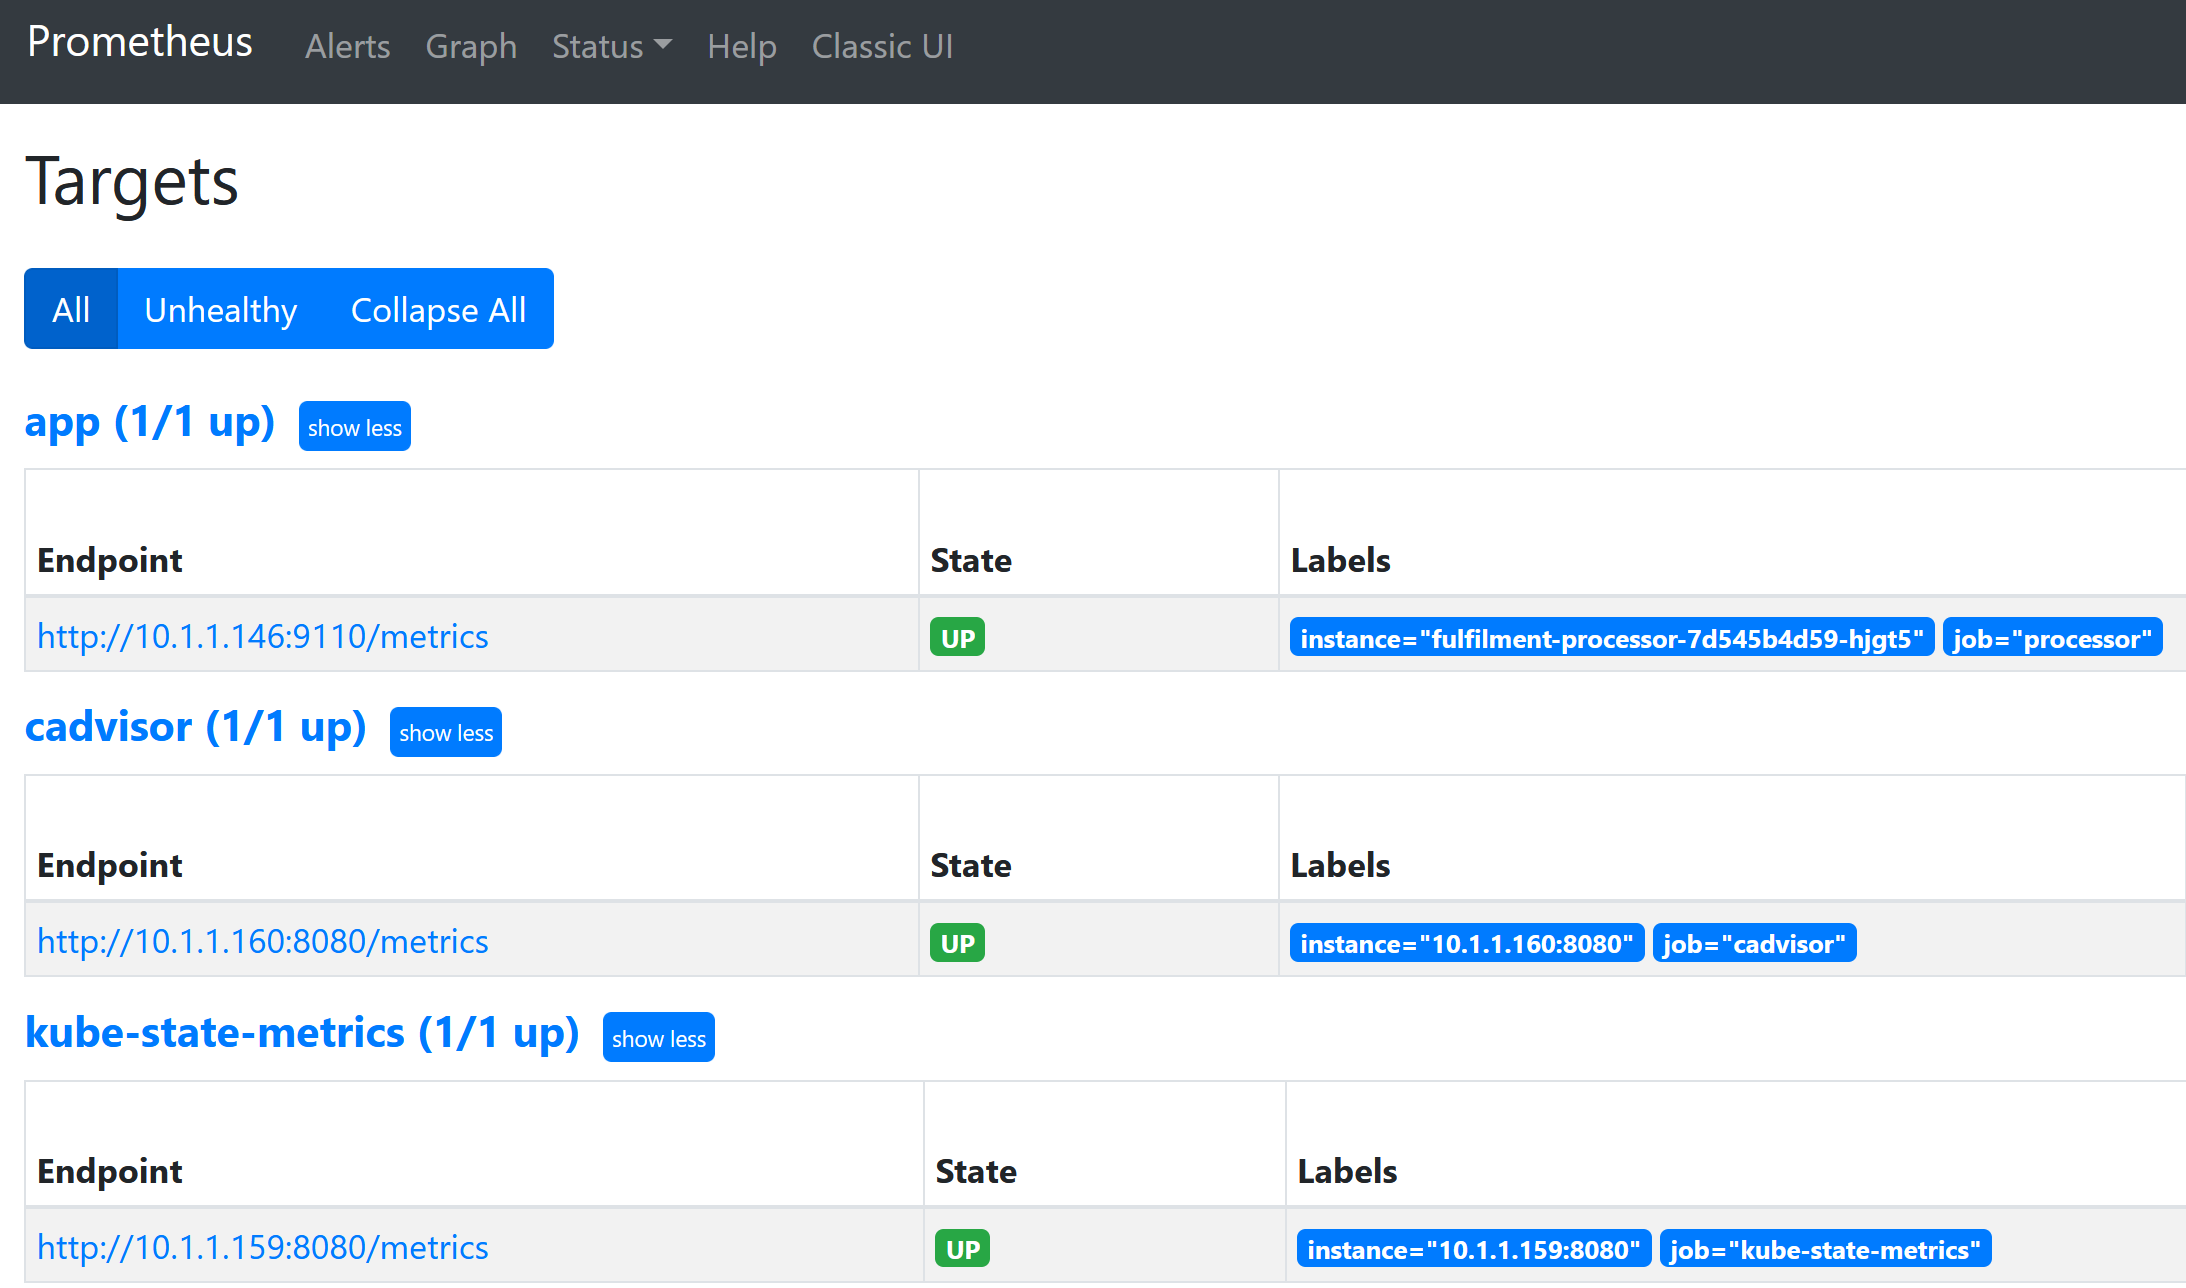 Prometheus Alerts Graph Status Help Classic UI
Targets
All Unhealthy Collapse All
app (1/1 up) show less
Endpoint State Labels
http://10.1.1.146:9110/metrics UP instance="fulfilment-processor-7d545b4d59-hjgt5" job="processor"
cadvisor (1/1 up) show less
Endpoint State Labels
http://10.1.1.160:8080/metrics UP instance="10.1.1.160:8080" job="cadvisor"
kube-state-metrics (1/1 up) show less
Endpoint State Labels
http://10.1.1.159:8080/metrics UP instance="10.1.1.159:8080" job="kube-state-metrics"